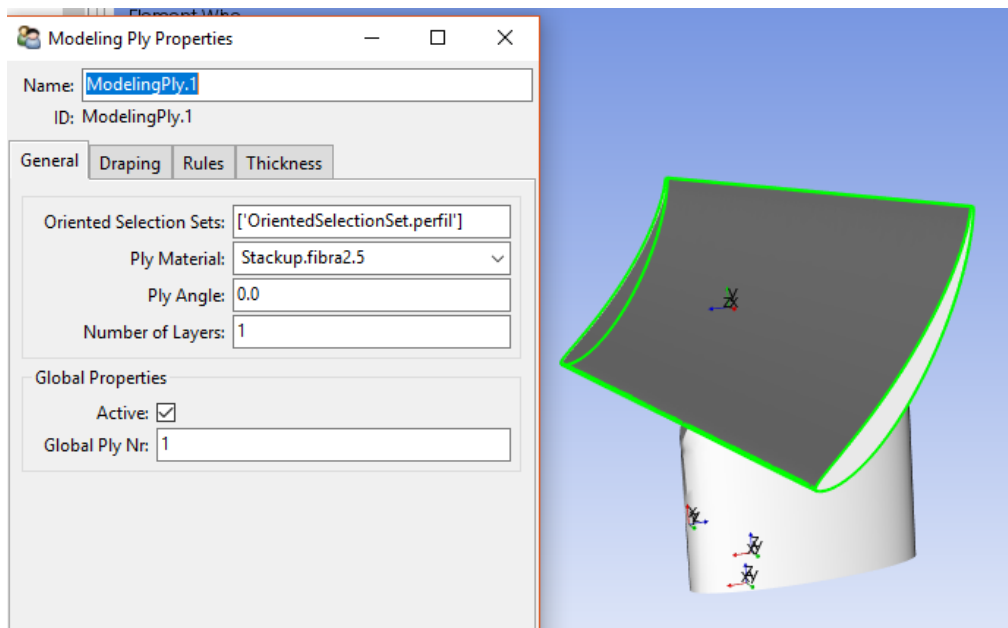 Element Who
Modeling Ply Properties
Name: ModelingPly.1
ID: ModelingPly.1
General Draping Rules Thickness
Oriented Selection Sets: ['OrientedSelectionSet.perfil']
Ply Material: Stackup.fibra2.5
Ply Angle: 0.0
Number of Layers: 1
Global Properties
Active:
Global Ply Nr: 1